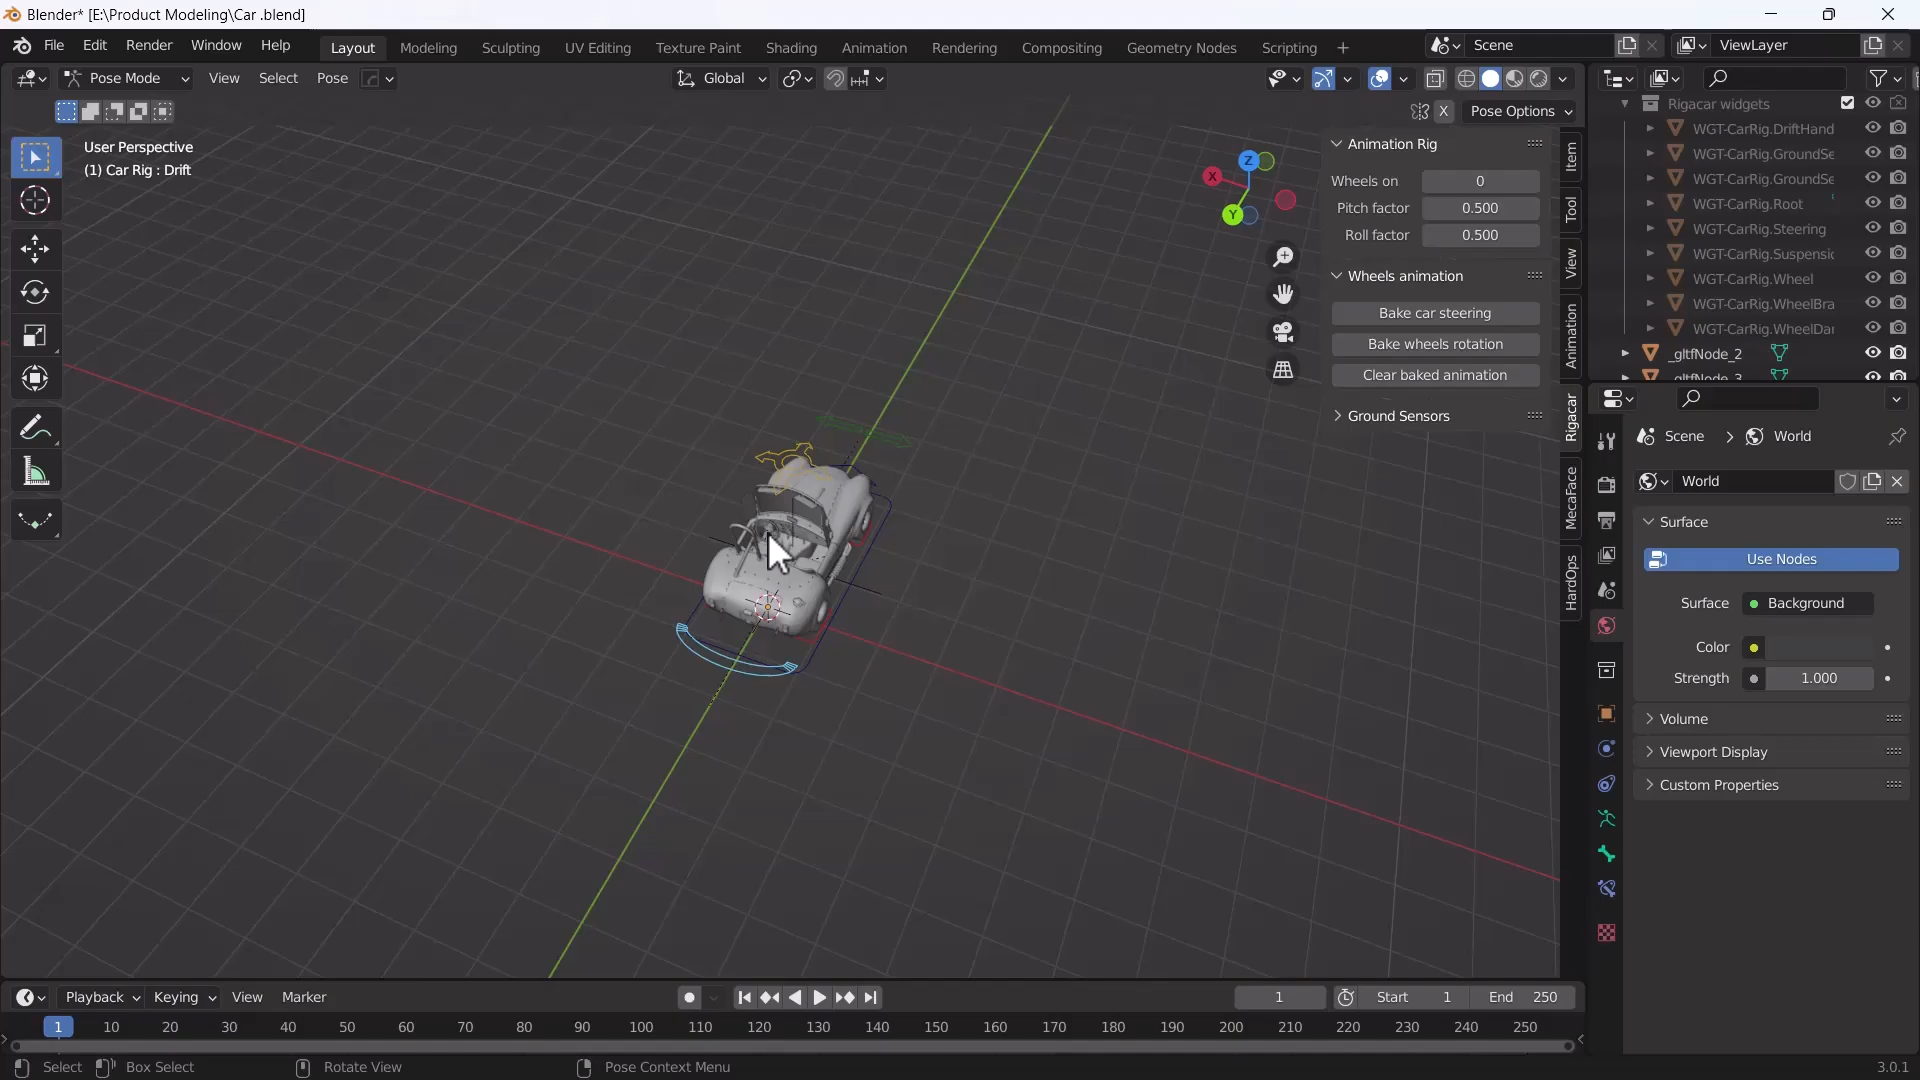 Blender* [E:\Product Modeling\Car .blend]
File Edit Render Window Help Layout Modeling Sculpting UV Editing Texture Paint Shading Animation Rendering Compositing Geometry Nodes Scripting + Scene ViewLayer
Pose Mode View Select Pose Global
X Pose Options
User Perspective
(1) Car Rig : Drift
X Y Z
Animation Rig
Wheels on 0
Pitch factor 0.500
Roll factor 0.500
Wheels animation
Bake car steering
Bake wheels rotation
Clear baked animation
Ground Sensors
Item
Tool
View
Animation
Rigacar
MecaFace
HardOps
Rigacar widgets
WGT-CarRig.DriftHand
WGT-CarRig.GroundSe
WGT-CarRig.GroundSe
WGT-CarRig.Root
WGT-CarRig.Steering
WGT-CarRig.Suspensic
WGT-CarRig.Wheel
WGT-CarRig.WheelBra
WGT-CarRig.WheelDar
_gltfNode_2
_gltfNode_3
Scene World
World
Surface
Use Nodes
Surface Background
Color
Strength 1.000
Volume
Viewport Display
Custom Properties
Playback Keying View Marker 1 Start 1 End 250
1 10 20 30 40 50 60 70 80 90 100 110 120 130 140 150 160 170 180 190 200 210 220 230 240 250
Select Box Select Rotate View Pose Context Menu 3.0.1